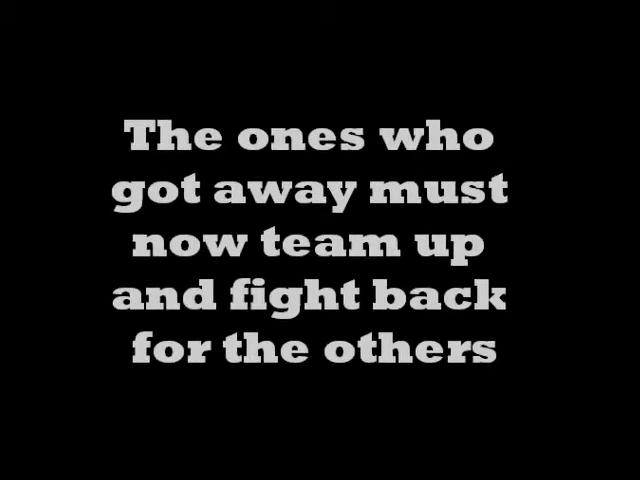 The ones who
got away must
now team up
and fight back
for the others